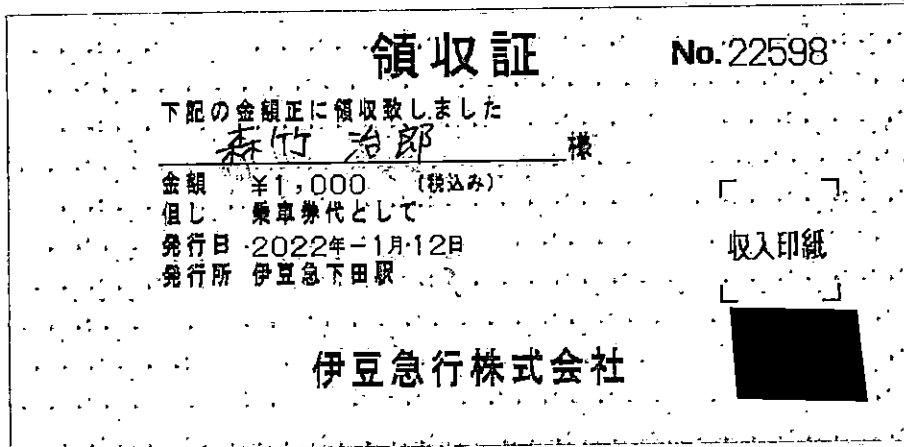 領収証 No.22598
下記の金額正に領収致しました
森竹 治郎 様
金額 ¥1,000 (税込み)
但し 乗車券代として
発行日 2022年-1月12日
発行所 伊豆急下田駅
収入印紙
伊豆急行株式会社